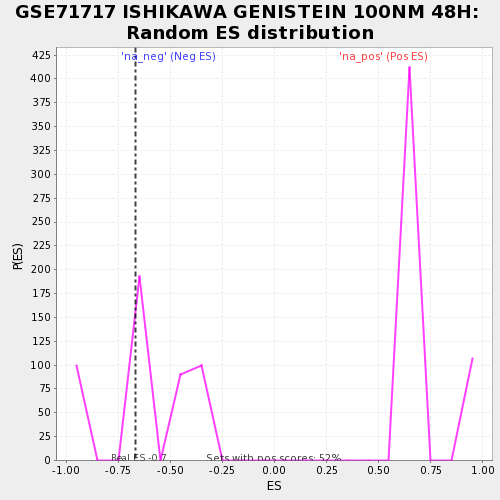 GSE71717 ISHIKAWA GENISTEIN 100NM 48H:
Random ES distribution
'na_neg' (Neg ES)
'na_pos' (Pos ES)
425
400
375
350
325
300
275
250
225
200
175
150
125
100
75
50
25
0
P(ES)
Real ES -0.7
Sets with pos scores: 52%
-1.00 -0.75 -0.50 -0.25 0.00 0.25 0.50 0.75 1.00
ES